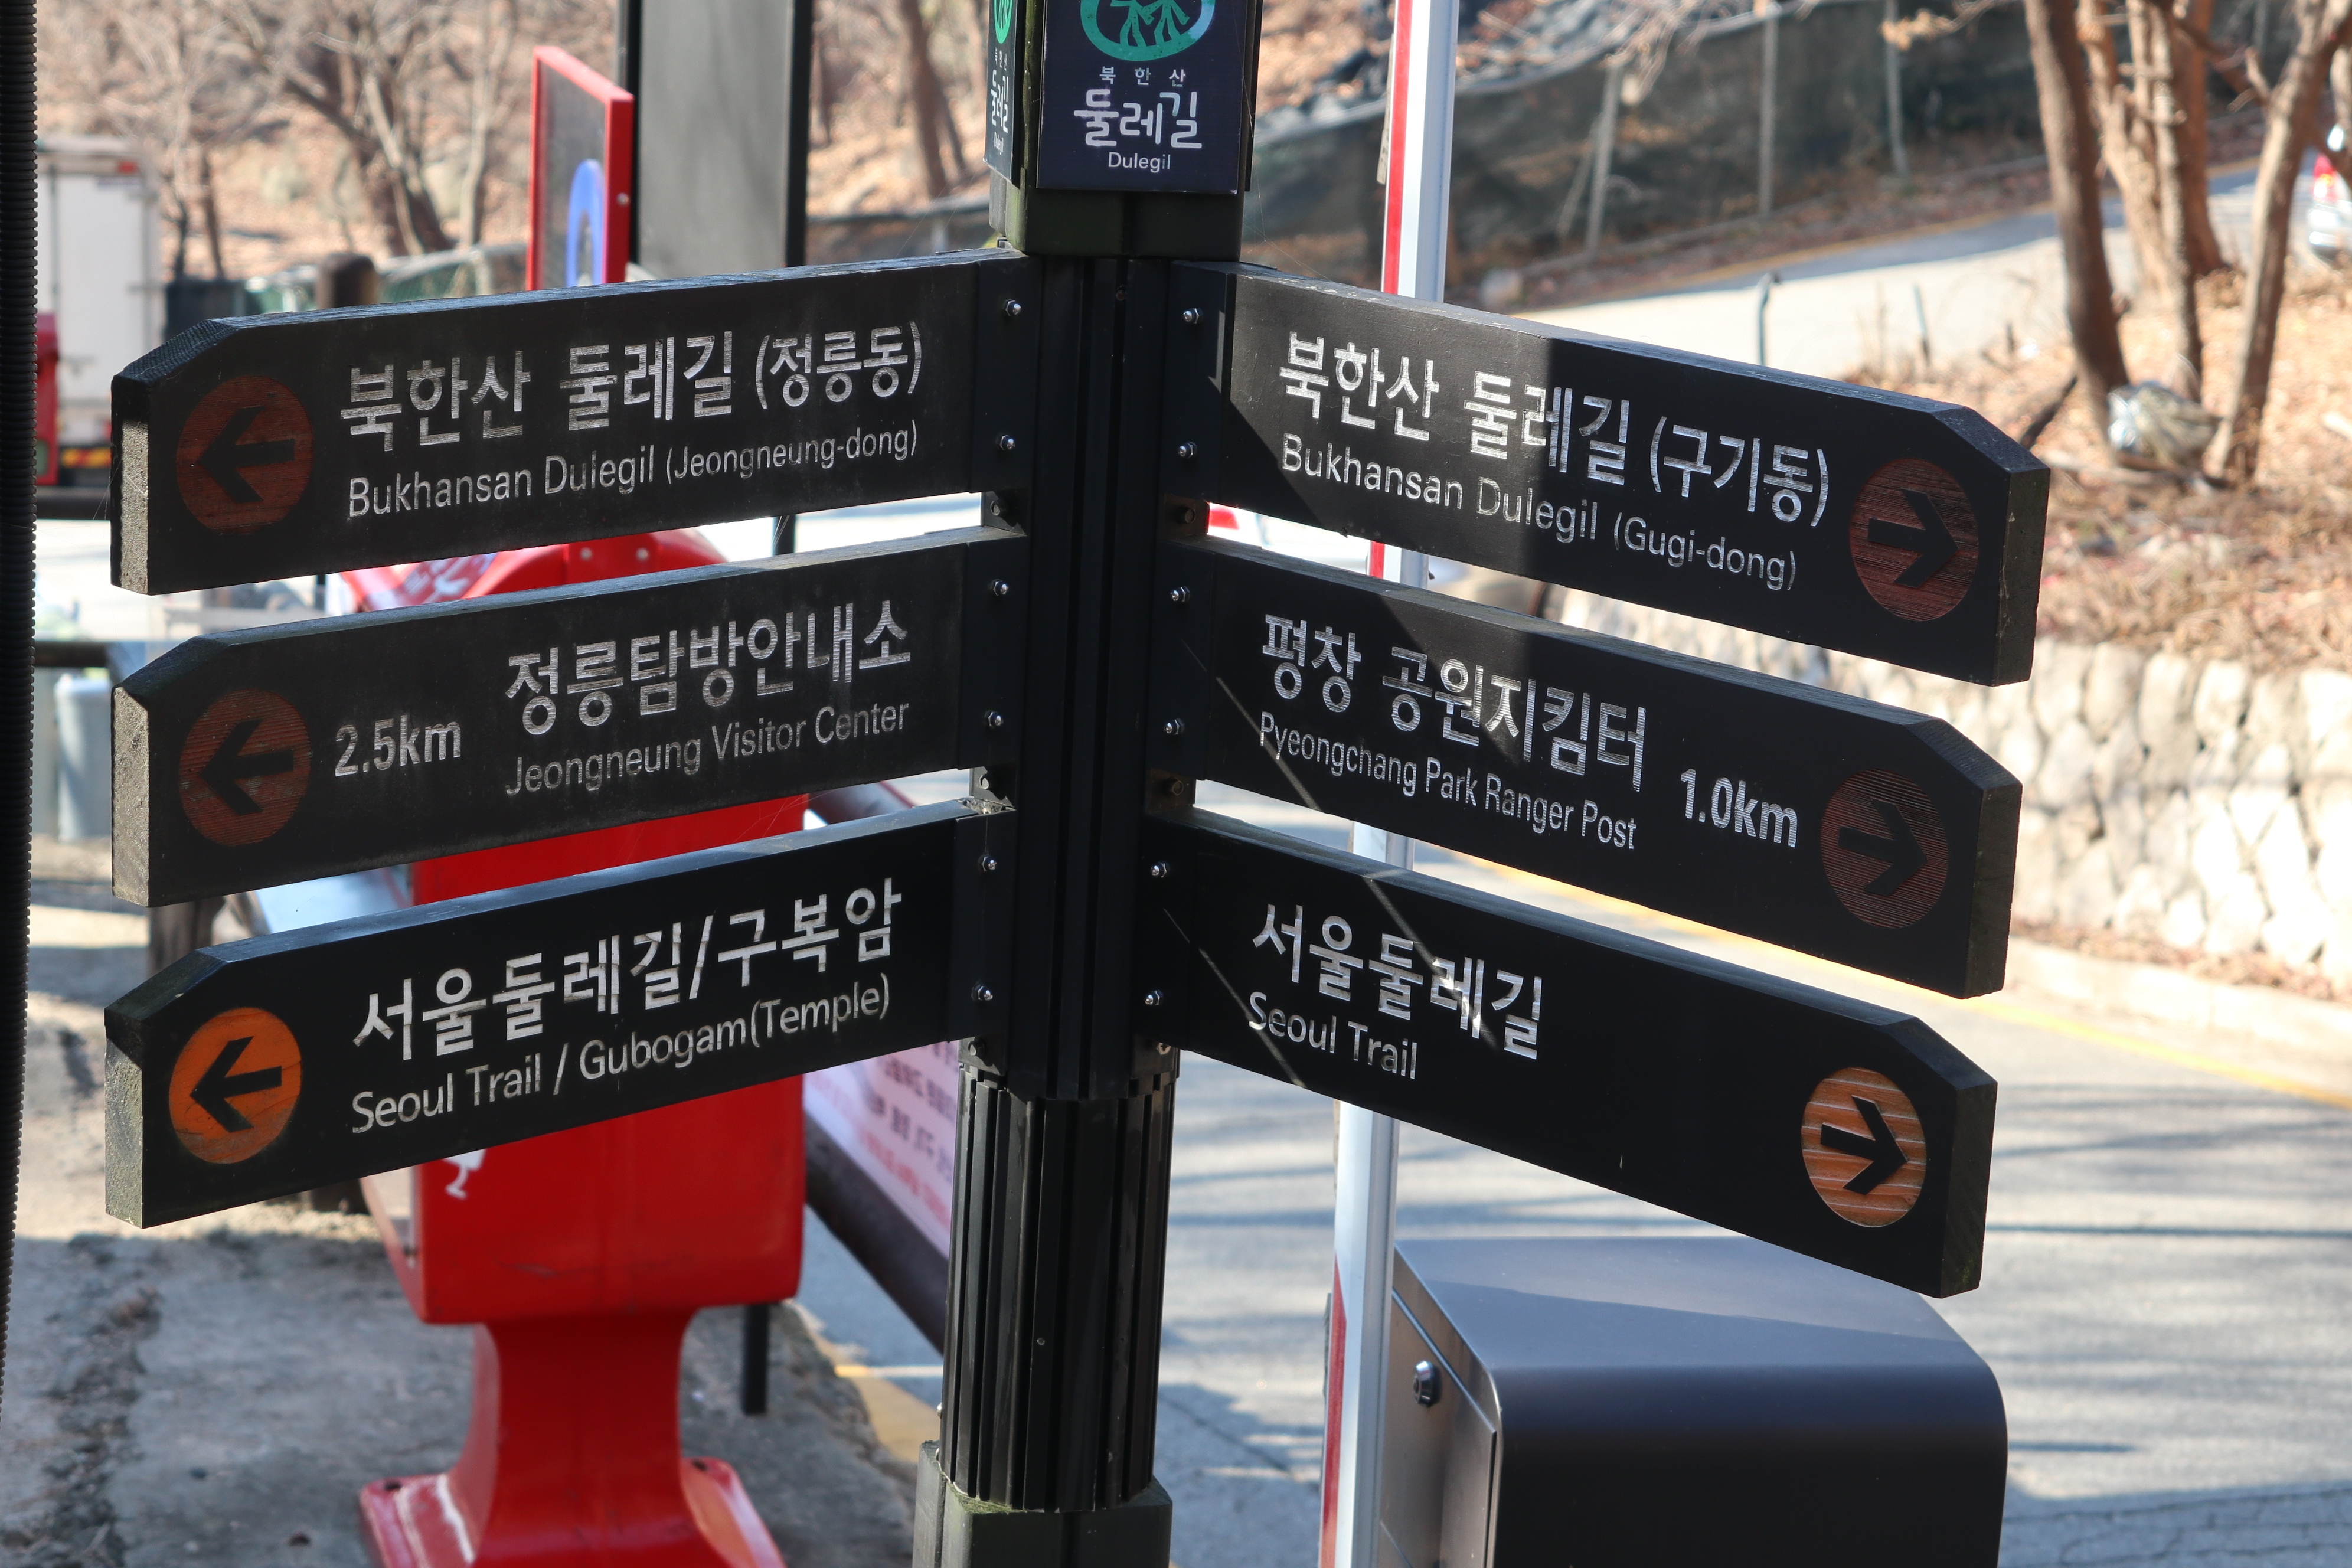 북한산
둘레길
Dulegil
북한산 둘레길 (정릉동)
Bukhansan Dulegil (Jeongneung-dong)
2.5km 정릉탐방안내소
Jeongneung Visitor Center
서울둘레길/구복암
Seoul Trail / Gubogam(Temple)
북한산 둘레길 (구기동)
Bukhansan Dulegil (Gugi-dong)
평창 공원지킴터 1.0km
Pyeongchang Park Ranger Post
서울둘레길
Seoul Trail